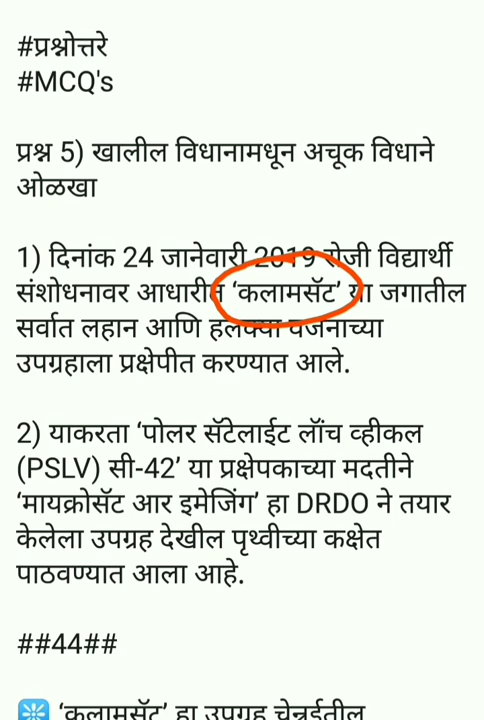 #प्रश्नोत्तरे
#MCQ's
प्रश्न 5) खालील विधानामधून अचूक विधाने
ओळखा
1) दिनांक 24 जानेवारी 2019 रोजी विद्यार्थी
संशोधनावर आधारीत ‘कलामसॅट’ या जगातील
सर्वात लहान आणि हलक्या वजनाच्या
उपग्रहाला प्रक्षेपीत करण्यात आले.
2) याकरता ‘पोलर सॅटेलाईट लॉंच व्हीकल
(PSLV) सी-42’ या प्रक्षेपकाच्या मदतीने
‘मायक्रोसॅट आर इमेजिंग’ हा DRDO ने तयार
केलेला उपग्रह देखील पृथ्वीच्या कक्षेत
पाठवण्यात आला आहे.
##44##
‘कलामसॅट’ हा उपग्रह चेन्नईतील